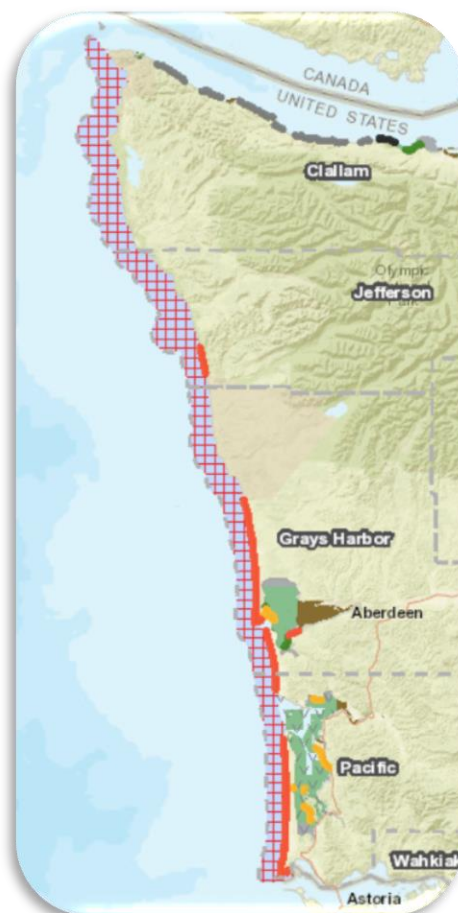 CANADA
UNITED STATES
Clallam
Olympic
Jefferson
Grays Harbor
Aberdeen
Pacific
Wahkiak
Astoria